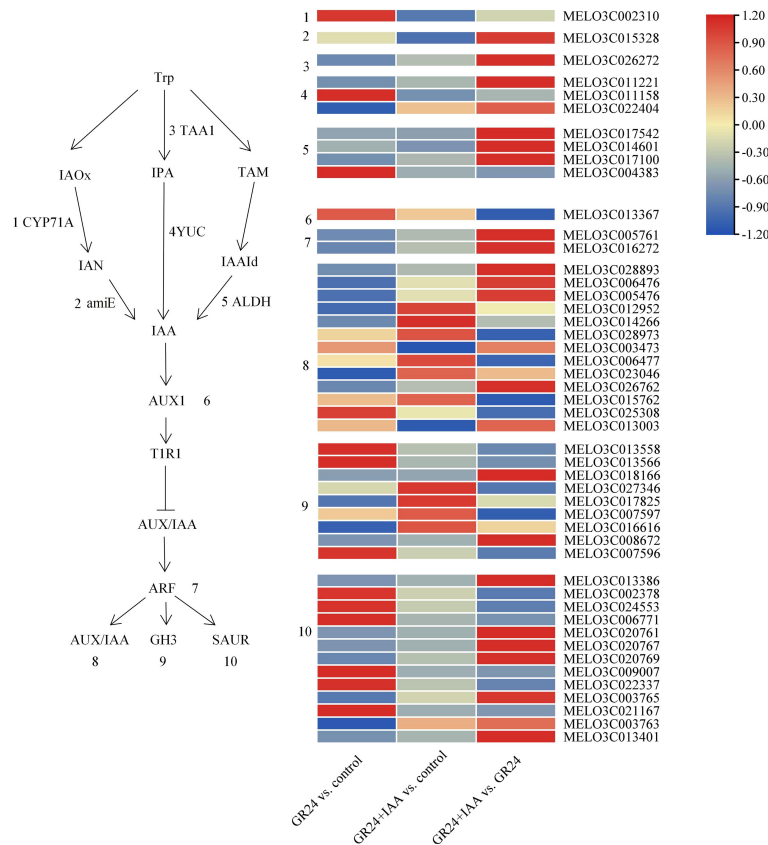 Trp
3 TAA1
IAOx
IPA
TAM
1 CYP71A
4YUC
IAN
IAAId
2 amiE
5 ALDH
IAA
AUX1 6
T1R1
AUX/IAA
ARF 7
AUX/IAA GH3 SAUR
8 9 10
1 MELO3C002310
2 MELO3C015328
3 MELO3C026272
MELO3C011221
4 MELO3C011158
MELO3C022404
MELO3C017542
5 MELO3C014601
MELO3C017100
MELO3C004383
6 MELO3C013367
7 MELO3C005761
MELO3C016272
MELO3C028893
MELO3C006476
MELO3C005476
MELO3C012952
MELO3C014266
MELO3C028973
MELO3C003473
8 MELO3C006477
MELO3C023046
MELO3C026762
MELO3C015762
MELO3C025308
MELO3C013003
MELO3C013558
MELO3C013566
MELO3C018166
MELO3C027346
9 MELO3C017825
MELO3C007597
MELO3C016616
MELO3C008672
MELO3C007596
MELO3C013386
MELO3C002378
MELO3C024553
MELO3C006771
10 MELO3C020761
MELO3C020767
MELO3C020769
MELO3C009007
MELO3C022337
MELO3C003765
MELO3C021167
MELO3C003763
MELO3C013401
GR24 vs. control
GR24+IAA vs. control
GR24+IAA vs. GR24
1.20
0.90
0.60
0.30
0.00
-0.30
-0.60
-0.90
-1.20